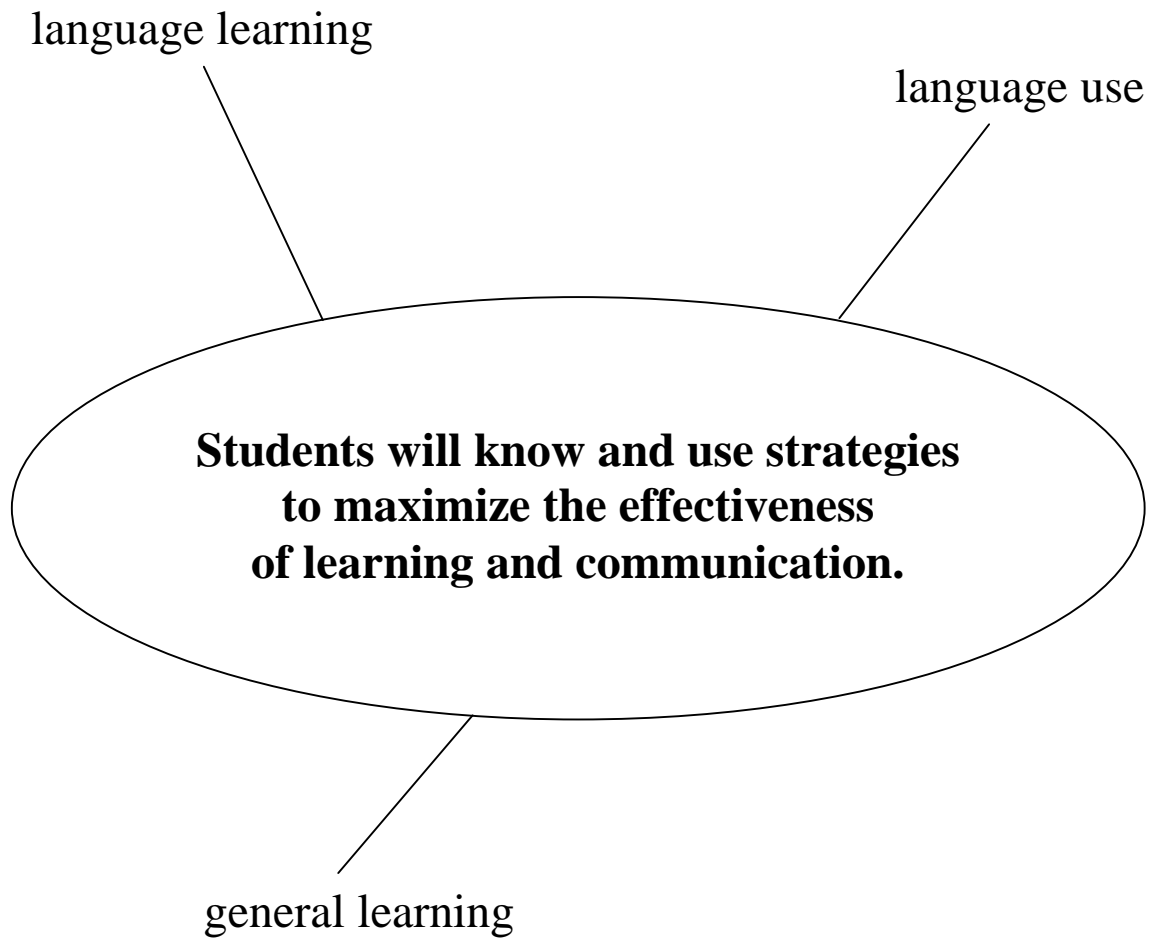 language learning
language use
Students will know and use strategies
to maximize the effectiveness
of learning and communication.
general learning